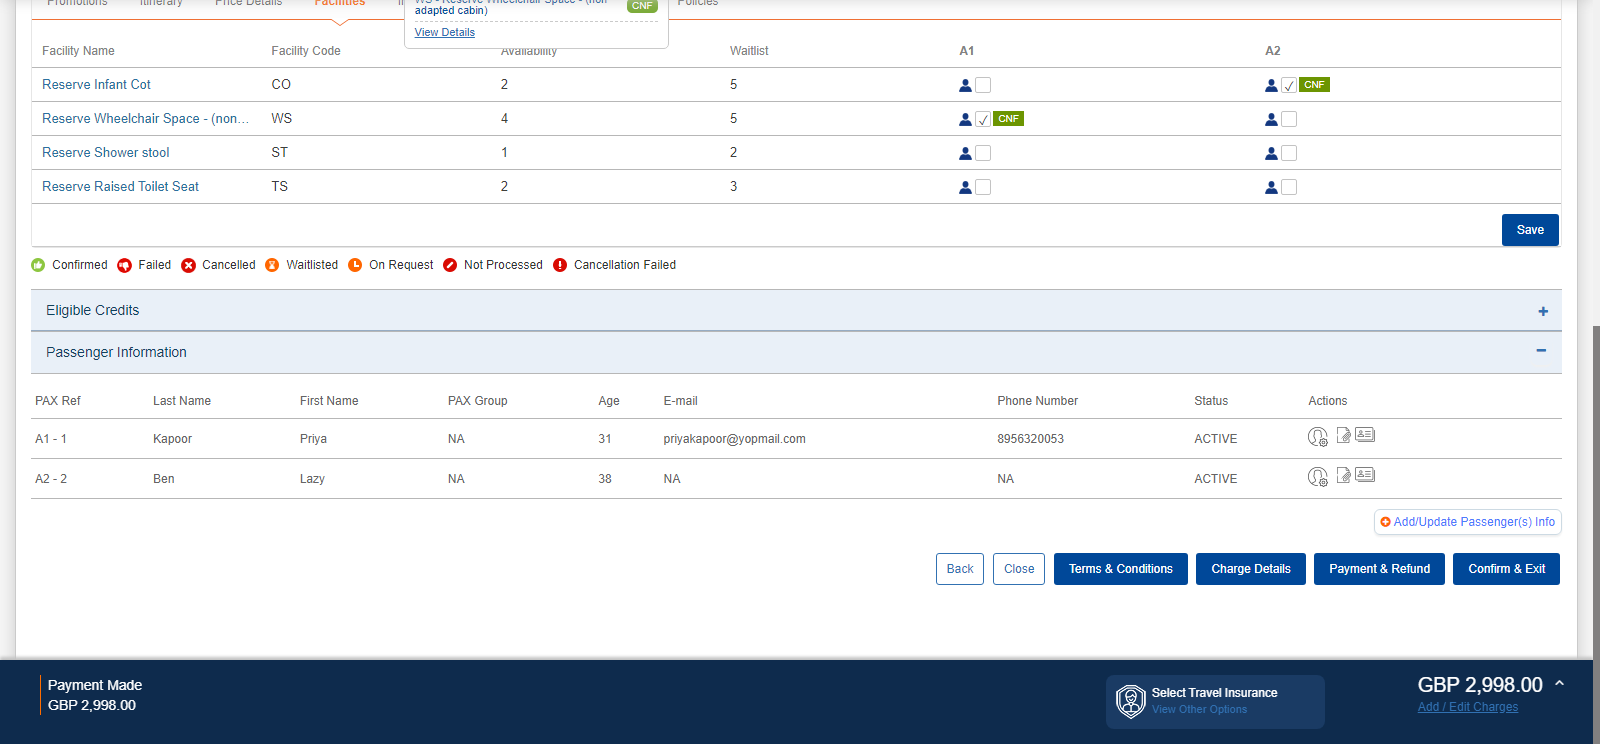 Promotions Itinerary Price Details Facilities Policies
WS - Reserve Wheelchair Space - (non
adapted cabin) CNF
View Details
Facility Name Facility Code Availability Waitlist A1 A2
Reserve Infant Cot CO 2 5 CNF
Reserve Wheelchair Space - (non... WS 4 5 CNF
Reserve Shower stool ST 1 2
Reserve Raised Toilet Seat TS 2 3
Save
Confirmed Failed Cancelled Waitlisted On Request Not Processed Cancellation Failed
Eligible Credits +
Passenger Information −
PAX Ref Last Name First Name PAX Group Age E-mail Phone Number Status Actions
A1 - 1 Kapoor Priya NA 31 priyakapoor@yopmail.com 8956320053 ACTIVE
A2 - 2 Ben Lazy NA 38 NA NA ACTIVE
Add/Update Passenger(s) Info
Back Close Terms & Conditions Charge Details Payment & Refund Confirm & Exit
Payment Made
GBP 2,998.00
Select Travel Insurance
View Other Options
GBP 2,998.00
Add / Edit Charges